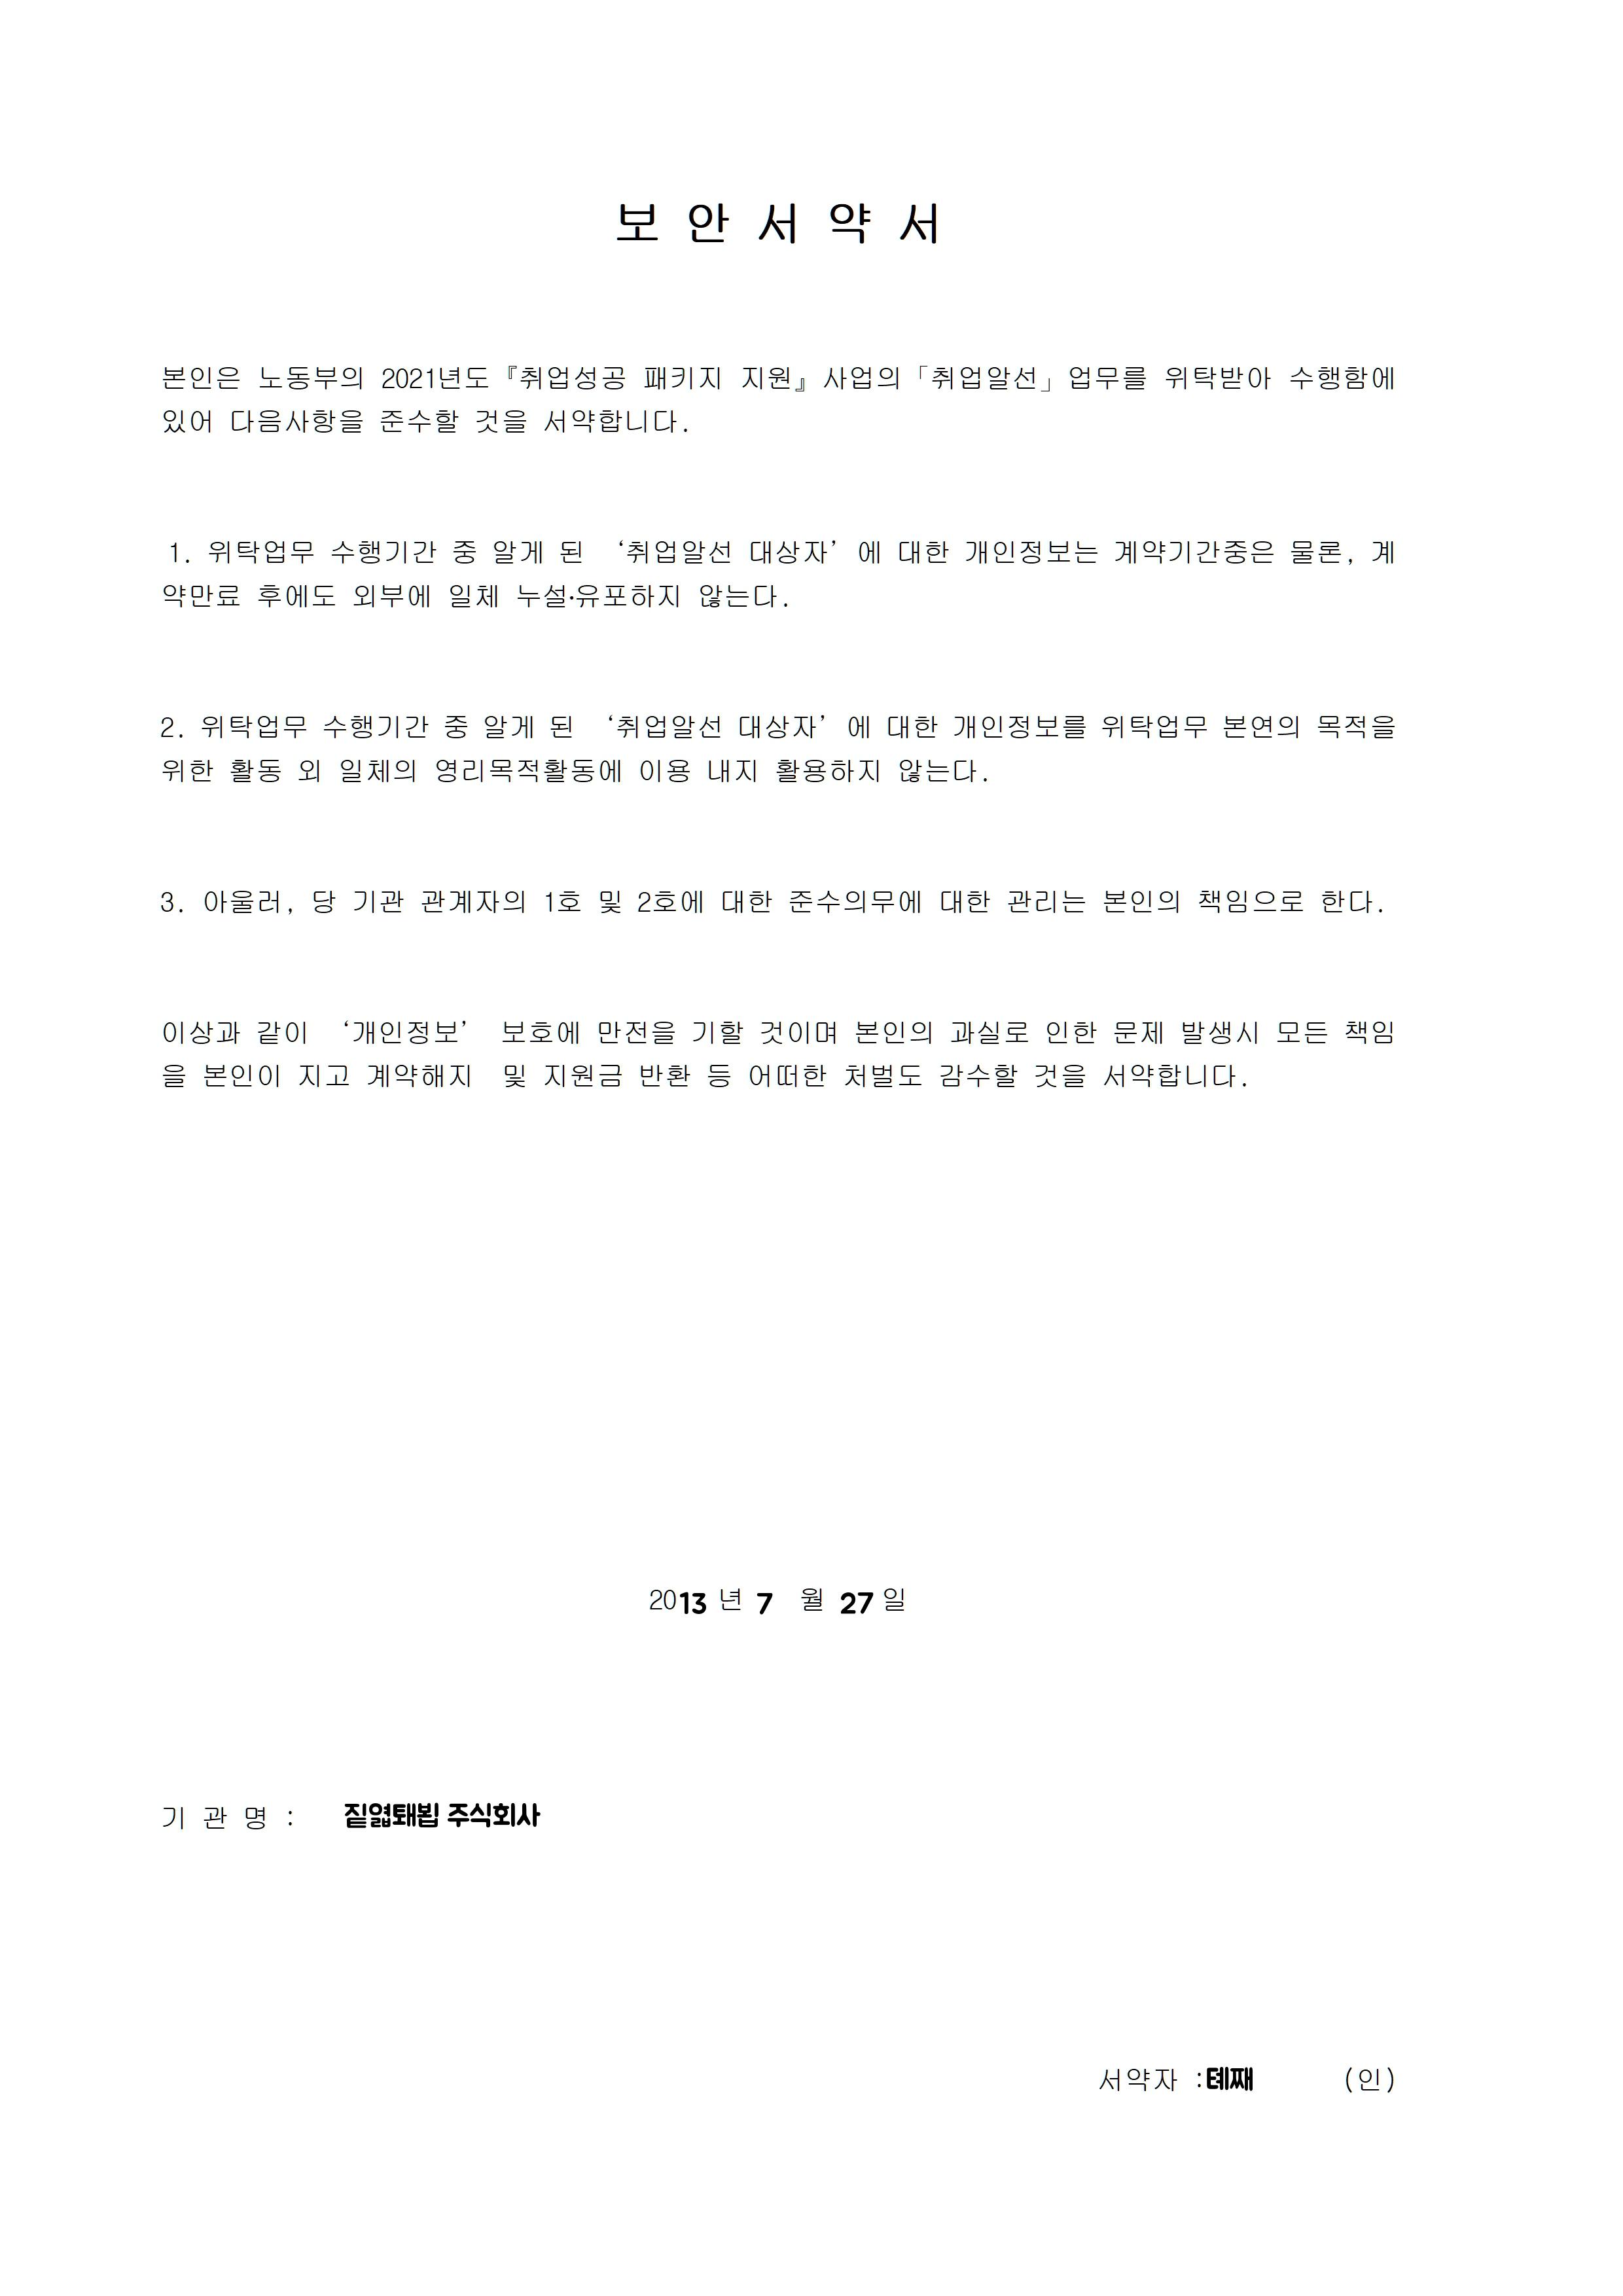 보 안 서 약 서
본인은 노동부의 2021년도『취업성공 패키지 지원』사업의「취업알선」업무를 위탁받아 수행함에
있어 다음사항을 준수할 것을 서약합니다.
1. 위탁업무 수행기간 중 알게 된 ‘취업알선 대상자’에 대한 개인정보는 계약기간중은 물론, 계
약만료 후에도 외부에 일체 누설·유포하지 않는다.
2. 위탁업무 수행기간 중 알게 된 ‘취업알선 대상자’에 대한 개인정보를 위탁업무 본연의 목적을
위한 활동 외 일체의 영리목적활동에 이용 내지 활용하지 않는다.
3. 아울러, 당 기관 관계자의 1호 및 2호에 대한 준수의무에 대한 관리는 본인의 책임으로 한다.
이상과 같이 ‘개인정보’ 보호에 만전을 기할 것이며 본인의 과실로 인한 문제 발생시 모든 책임
을 본인이 지고 계약해지 및 지원금 반환 등 어떠한 처벌도 감수할 것을 서약합니다.
2013 년 7 월 27 일
기 관 명 : 주식회사
서약자 : (인)